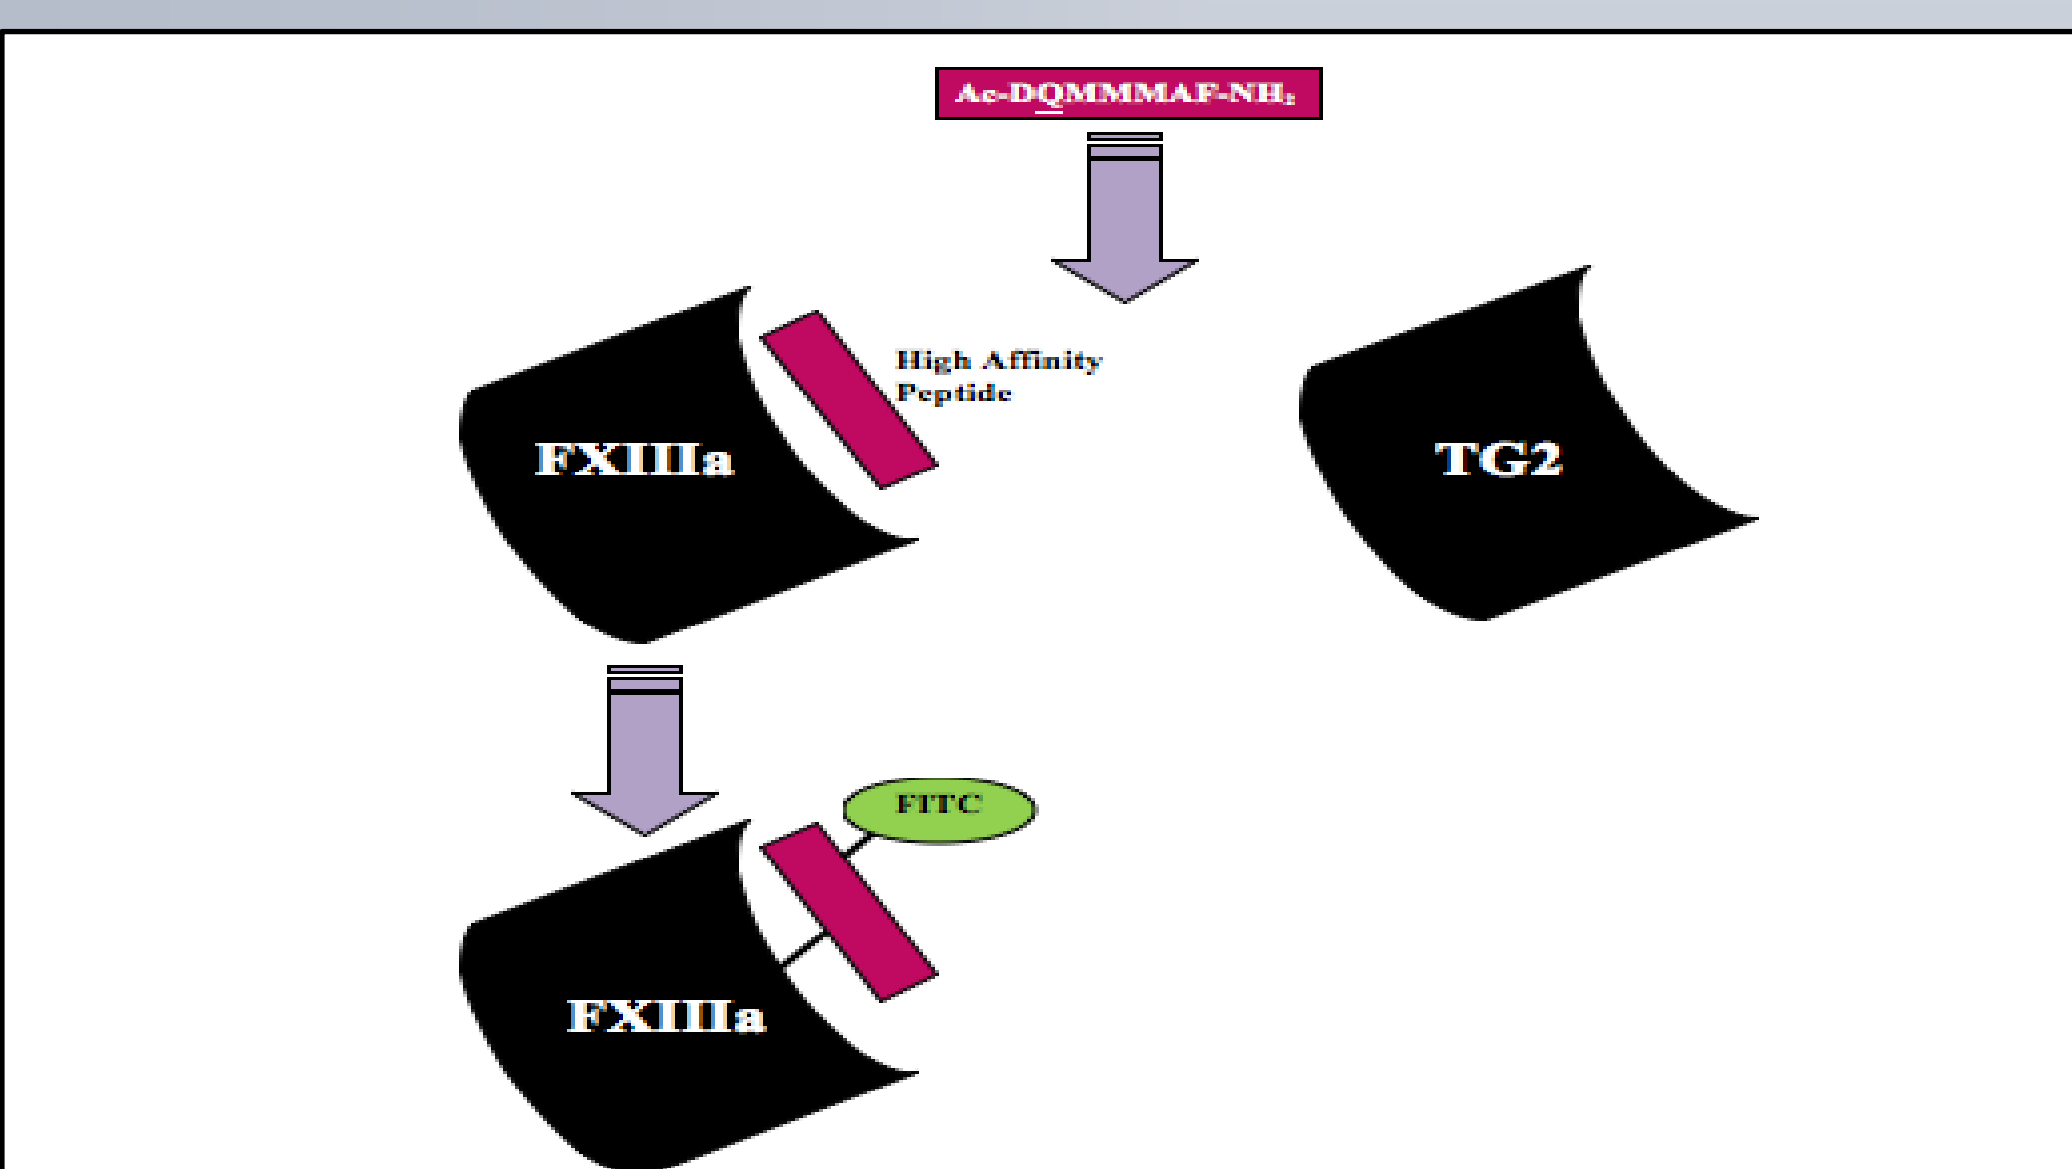 Ac-DQMMMAF-NH₂
High Affinity
Peptide
FXIIIa
TG2
FITC
FXIIIa